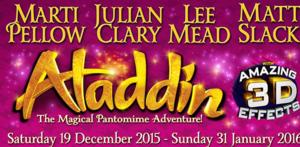 MARTI PELLOW JULIAN CLARY LEE MEAD MATT SLACK
Aladdin
The Magical Pantomime Adventure!
WITH AMAZING 3D EFFECTS
Saturday 19 December 2015 - Sunday 31 January 2016